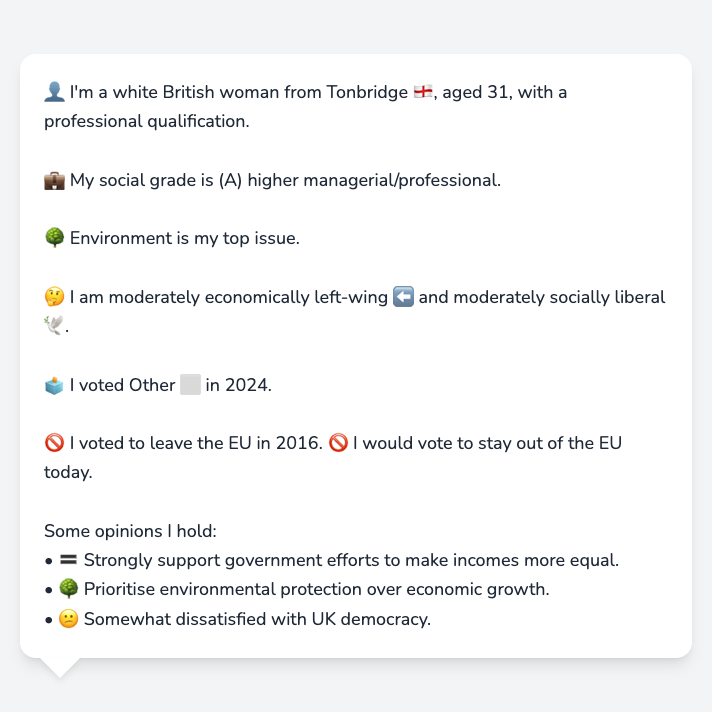 👤 I'm a white British woman from Tonbridge 🏴󠁧󠁢󠁥󠁮󠁧󠁿, aged 31, with a
professional qualification.
💼 My social grade is (A) higher managerial/professional.
🌳 Environment is my top issue.
🤔 I am moderately economically left-wing ⬅️ and moderately socially liberal
🕊️.
🗳️ I voted Other ⬜ in 2024.
🚫 I voted to leave the EU in 2016. 🚫 I would vote to stay out of the EU
today.
Some opinions I hold:
• 🟰 Strongly support government efforts to make incomes more equal.
• 🌳 Prioritise environmental protection over economic growth.
• 😕 Somewhat dissatisfied with UK democracy.